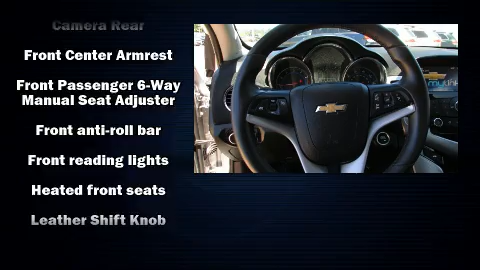 Camera Rear
Front Center Armrest
Front Passenger 6-Way
Manual Seat Adjuster
Front anti-roll bar
Front reading lights
Heated front seats
Leather Shift Knob